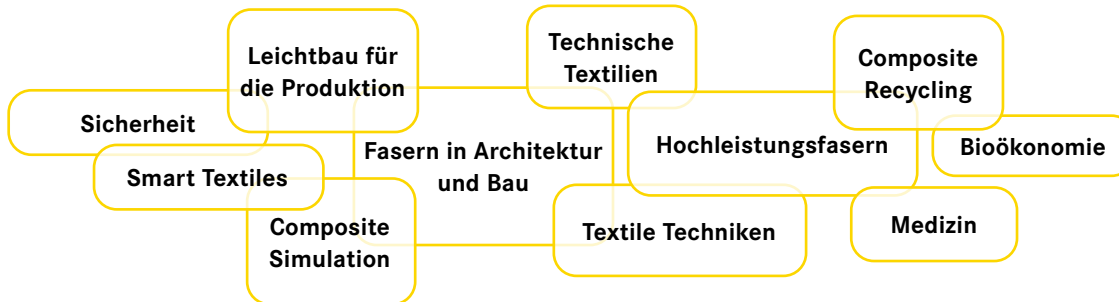 Leichtbau für
die Produktion
Technische
Textilien
Composite
Recycling
Sicherheit
Fasern in Architektur
und Bau
Hochleistungsfasern
Bioökonomie
Smart Textiles
Composite
Simulation
Textile Techniken
Medizin